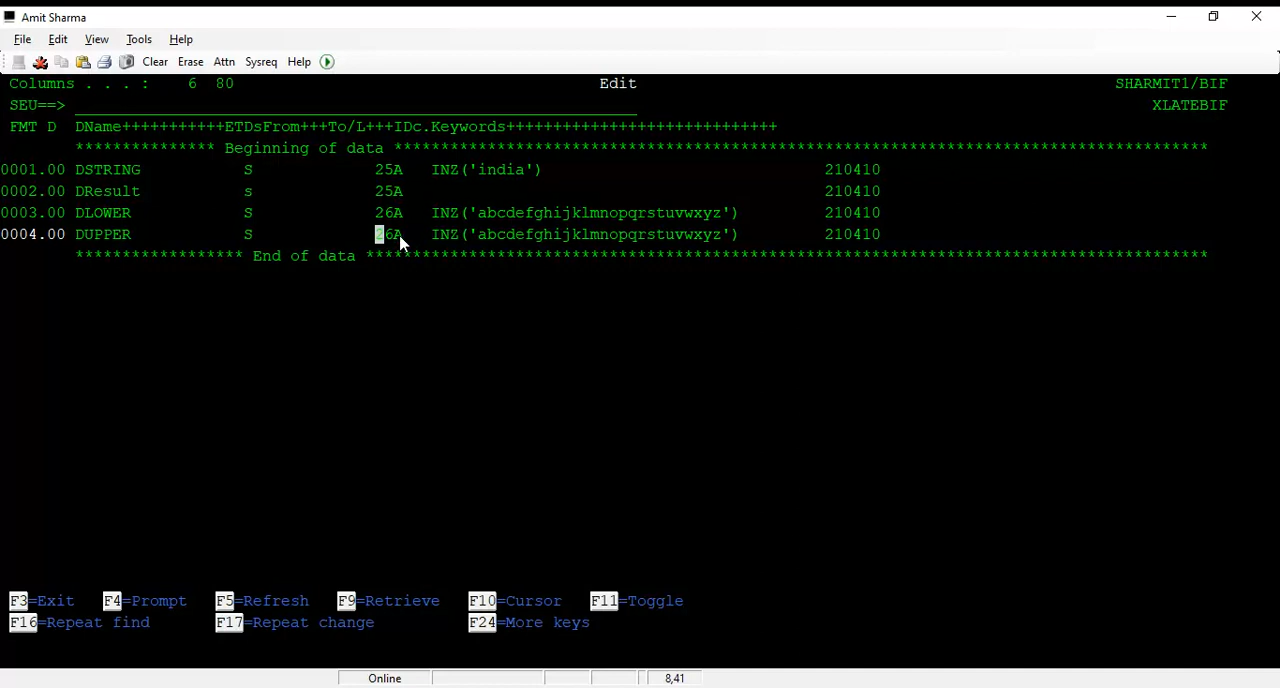 Amit Sharma
File Edit View Tools Help
Clear Erase Attn Sysreq Help
Columns . . . : 6 80 Edit SHARMIT1/BIF
SEU==> XLATEBIF
FMT D DName+++++++++++ETDsFrom+++To/L+++IDc.Keywords+++++++++++++++++++++++++++++
*************** Beginning of data ***************************************************************************************
0001.00 DSTRING S 25A INZ('india') 210410
0002.00 DResult s 25A 210410
0003.00 DLOWER S 26A INZ('abcdefghijklmnopqrstuvwxyz') 210410
0004.00 DUPPER S 26A INZ('abcdefghijklmnopqrstuvwxyz') 210410
****************** End of data ******************************************************************************************
F3=Exit F4=Prompt F5=Refresh F9=Retrieve F10=Cursor F11=Toggle
F16=Repeat find F17=Repeat change F24=More keys
Online 8,41